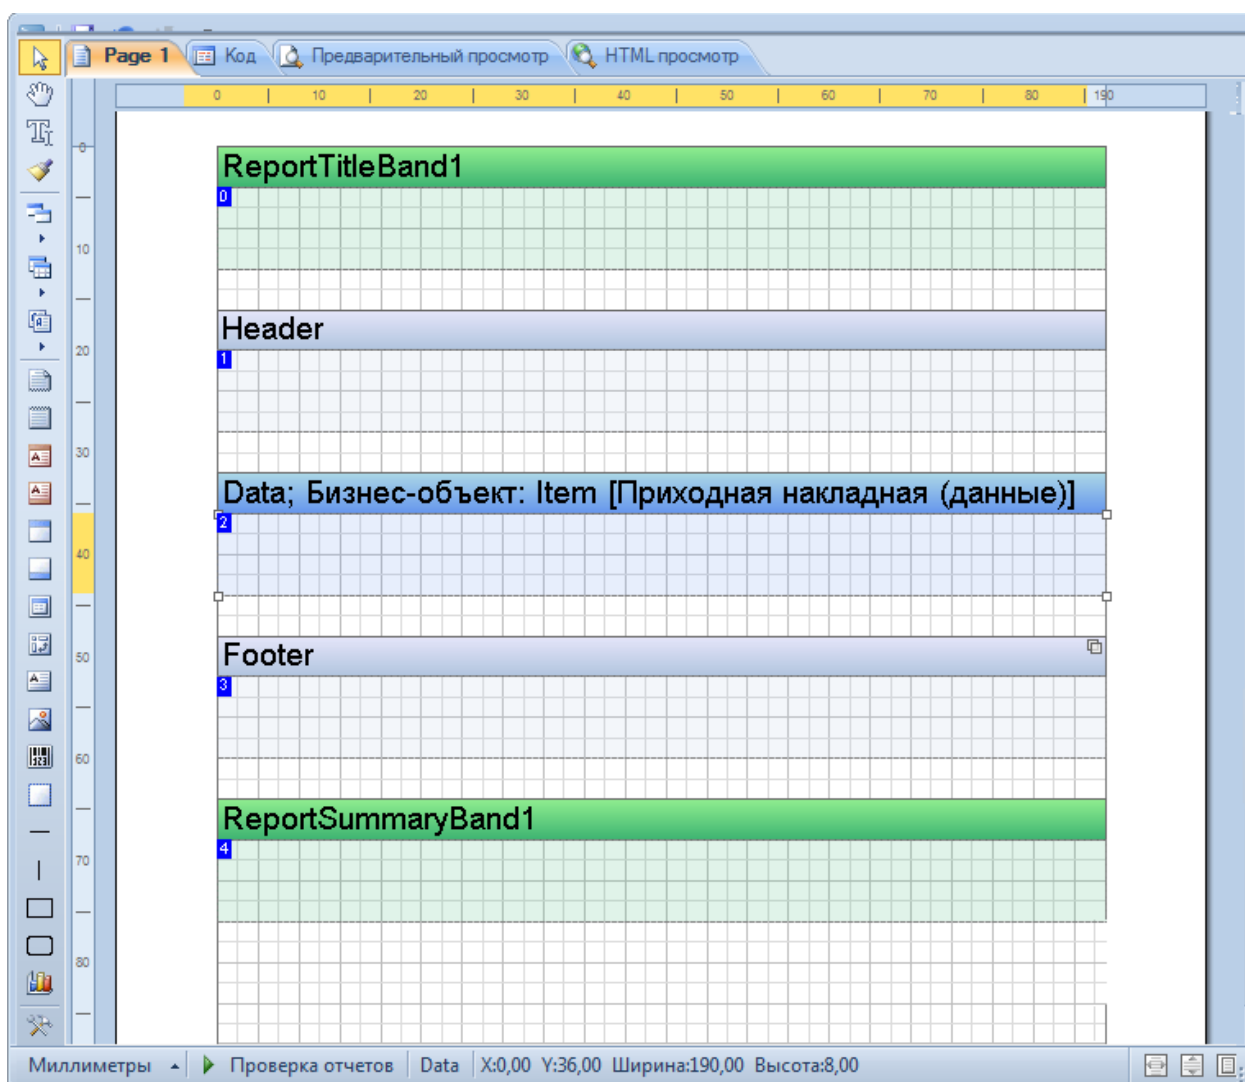 Page 1 Код Предварительный просмотр HTML просмотр
0 10 20 30 40 50 60 70 80 190
0
ReportTitleBand1
0
10
Header
1
20
30
Data; Бизнес-объект: Item [Приходная накладная (данные)]
2
40
Footer
3
50
60
ReportSummaryBand1
4
70
80
Миллиметры Проверка отчетов Data X:0,00 Y:36,00 Ширина:190,00 Высота:8,00